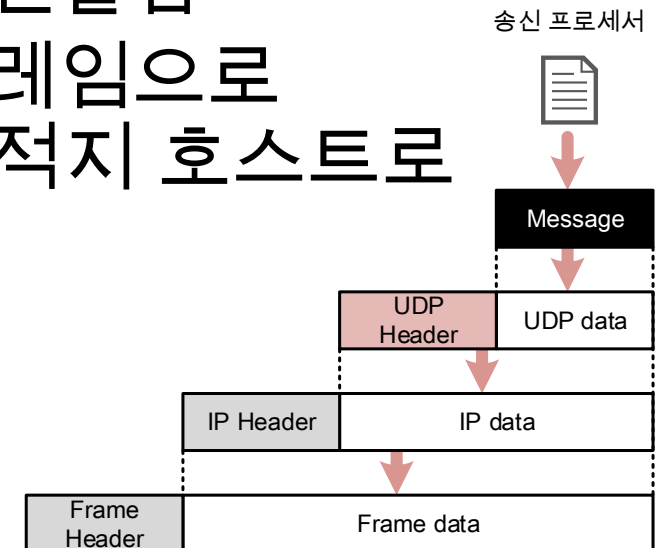 송신 프로세서
레임으로
적지 호스트로
Message
UDP
Header
UDP data
IP Header
IP data
Frame
Header
Frame data